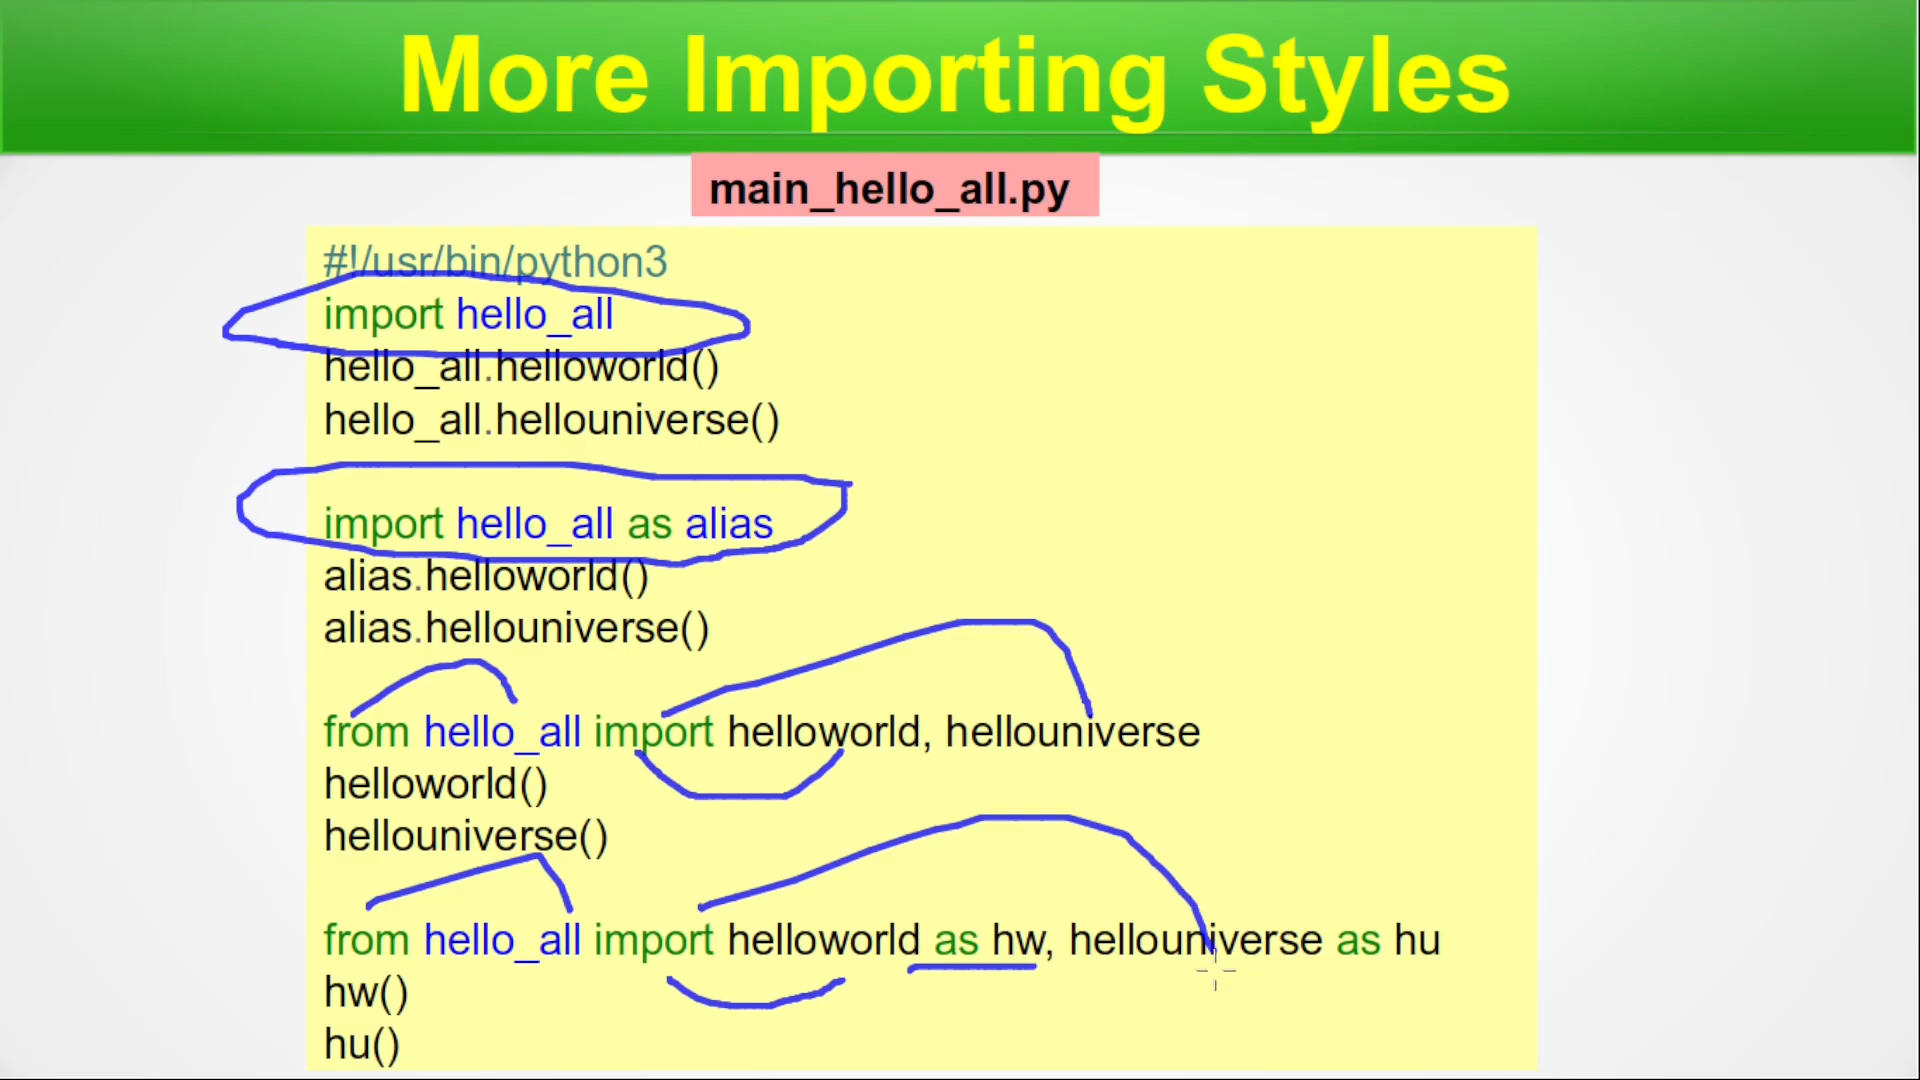 More Importing Styles
main_hello_all.py
#!/usr/bin/python3
import hello_all
hello_all.helloworld()
hello_all.hellouniverse()
import hello_all as alias
alias.helloworld()
alias.hellouniverse()
from hello_all import helloworld, hellouniverse
helloworld()
hellouniverse()
from hello_all import helloworld as hw, hellouniverse as hu
hw()
hu()